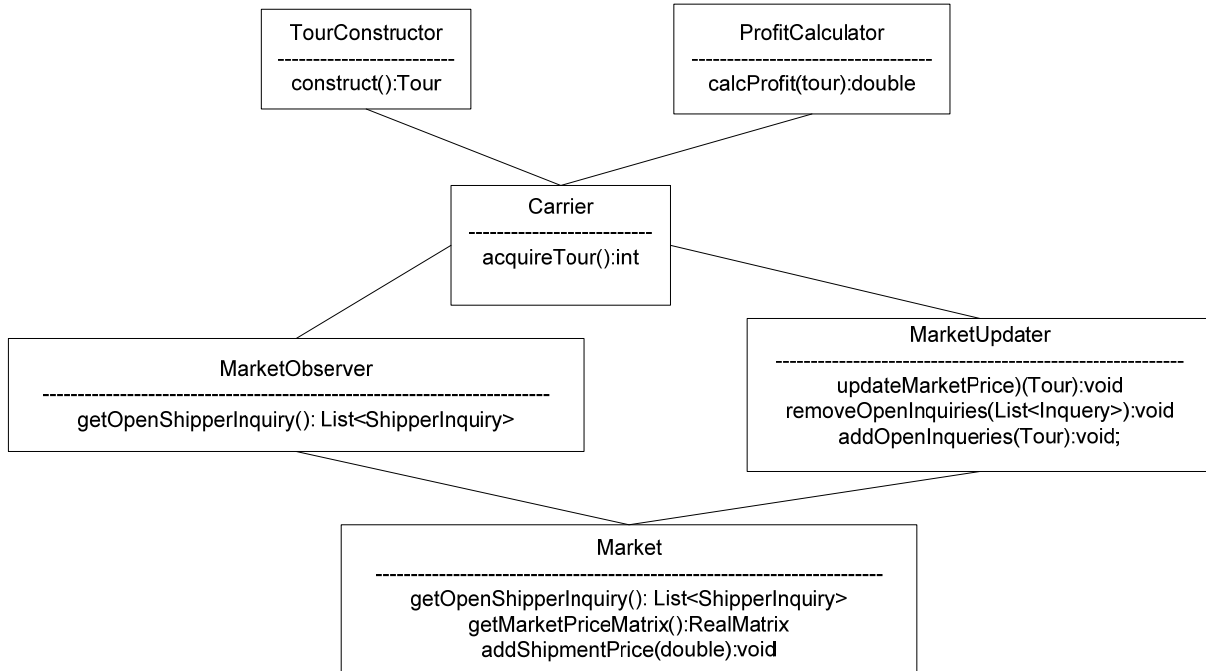 TourConstructor
construct():Tour
ProfitCalculator
calcProfit(tour):double
Carrier
acquireTour():int
MarketObserver
getOpenShipperInquiry(): List<ShipperInquiry>
MarketUpdater
updateMarketPrice)(Tour):void
removeOpenInquiries(List<Inquery>):void
addOpenInqueries(Tour):void;
Market
getOpenShipperInquiry(): List<ShipperInquiry>
getMarketPriceMatrix():RealMatrix
addShipmentPrice(double):void